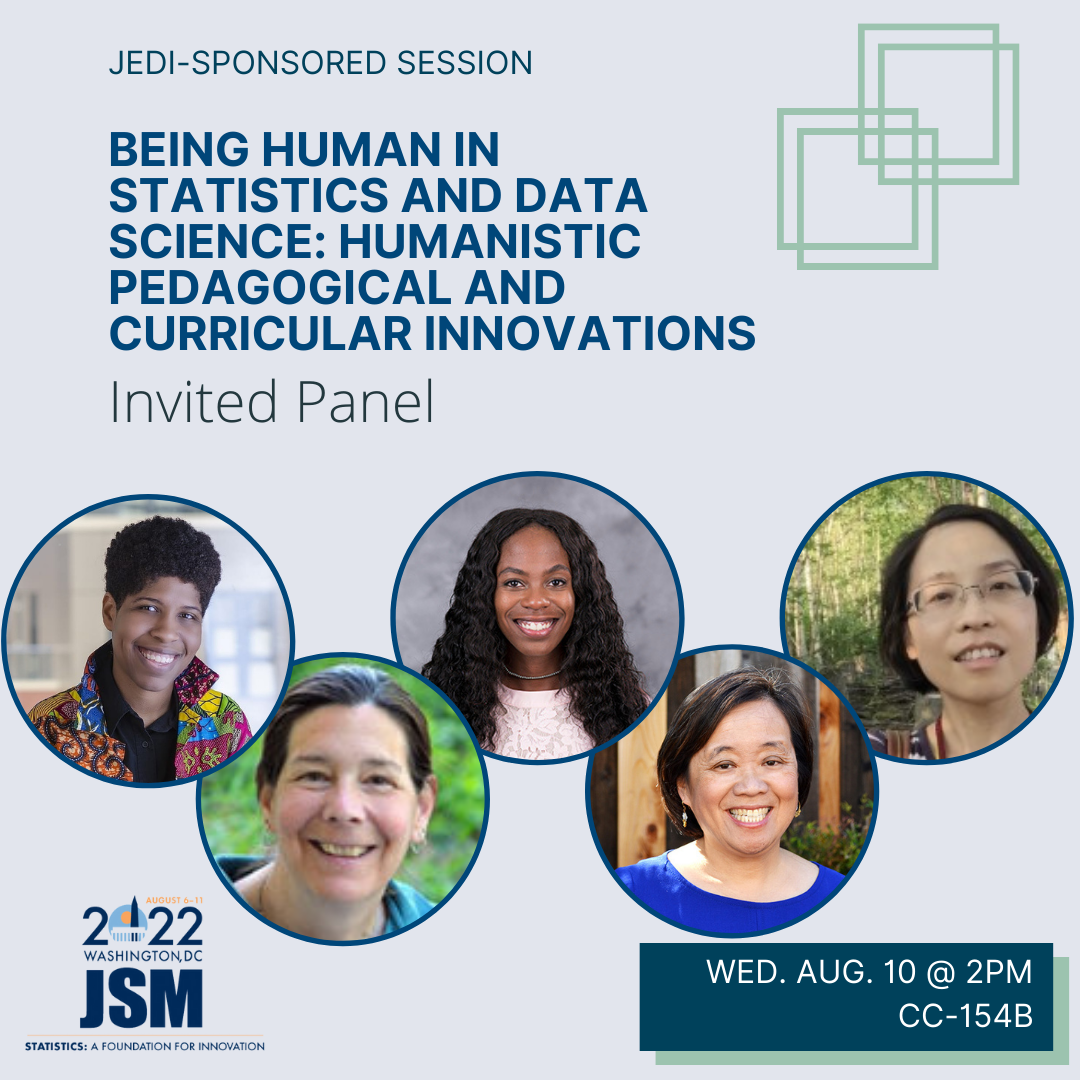 JEDI-SPONSORED SESSION
BEING HUMAN IN
STATISTICS AND DATA
SCIENCE: HUMANISTIC
PEDAGOGICAL AND
CURRICULAR INNOVATIONS
Invited Panel
AUGUST 6-11
2022
WASHINGTON, DC
JSM
STATISTICS: A FOUNDATION FOR INNOVATION
WED. AUG. 10 @ 2PM
CC-154B